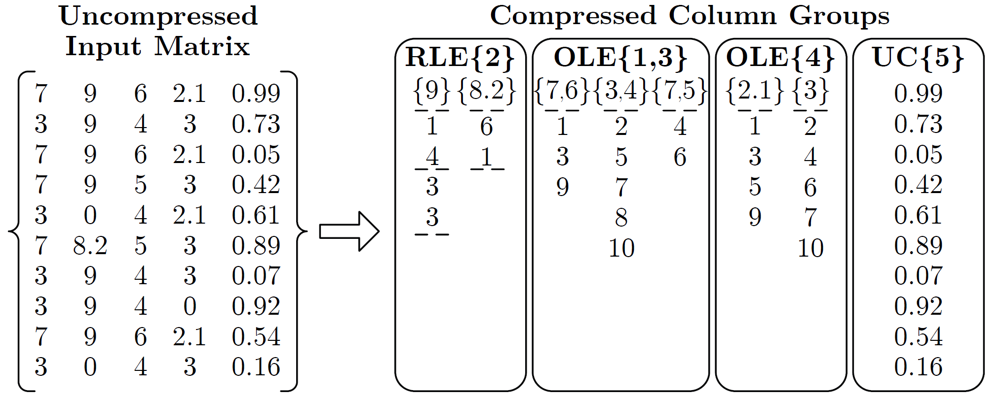 Uncompressed
Input Matrix
7 9 6 2.1 0.99
3 9 4 3 0.73
7 9 6 2.1 0.05
7 9 5 3 0.42
3 0 4 2.1 0.61
7 8.2 5 3 0.89
3 9 4 3 0.07
3 9 4 0 0.92
7 9 6 2.1 0.54
3 0 4 3 0.16
Compressed Column Groups
RLE{2}
{9} {8.2}
1 6
4 1
3
3
OLE{1,3}
{7,6}{3,4}{7,5}
1 2 4
3 5 6
9 7
8
10
OLE{4}
{2.1} {3}
1 2
3 4
5 6
9 7
10
UC{5}
0.99
0.73
0.05
0.42
0.61
0.89
0.07
0.92
0.54
0.16